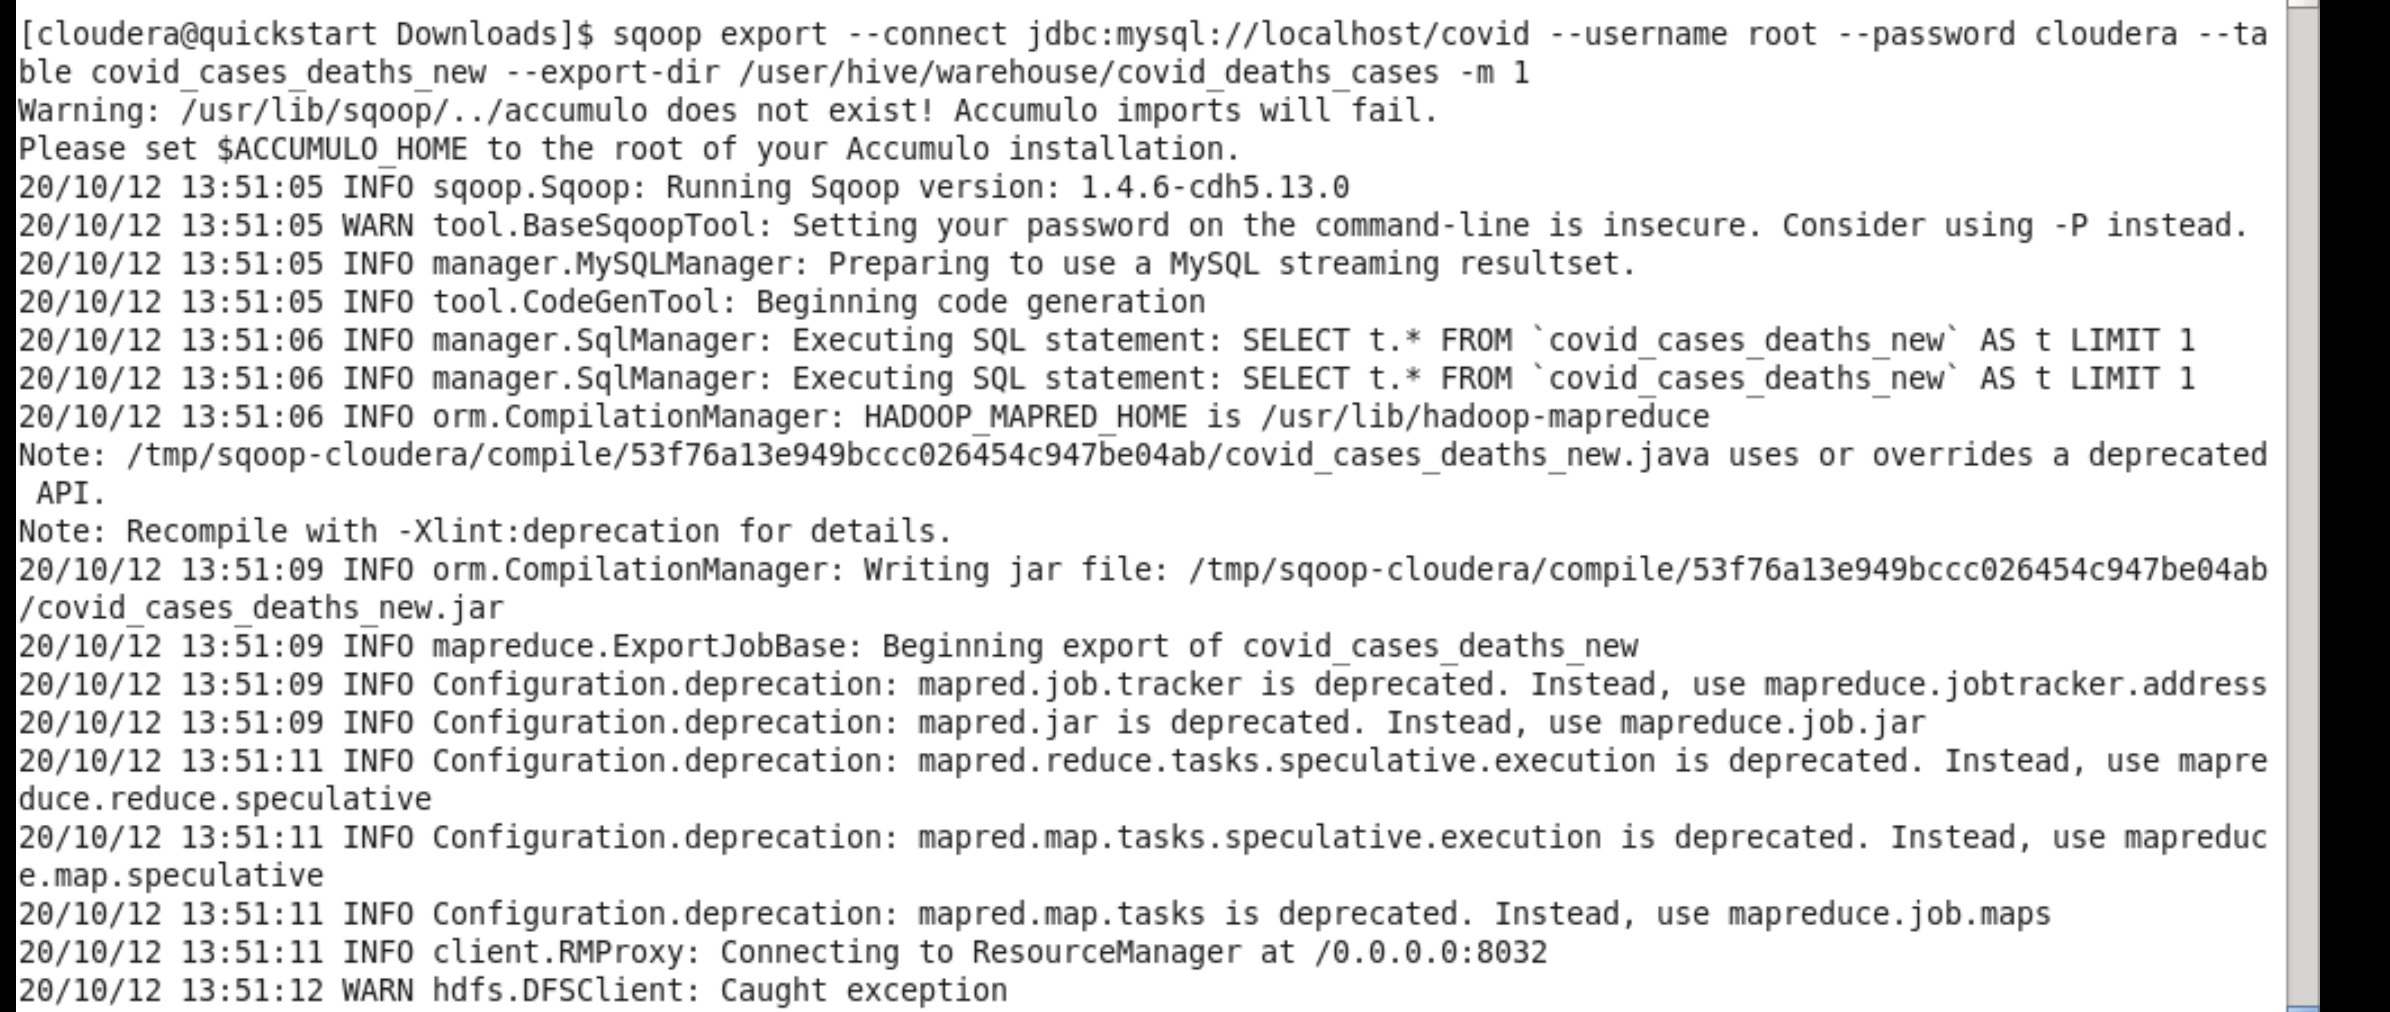 [cloudera@quickstart Downloads]$ sqoop export --connect jdbc:mysql://localhost/covid --username root --password cloudera --ta
ble covid_cases_deaths_new --export-dir /user/hive/warehouse/covid_deaths_cases -m 1
Warning: /usr/lib/sqoop/../accumulo does not exist! Accumulo imports will fail.
Please set $ACCUMULO_HOME to the root of your Accumulo installation.
20/10/12 13:51:05 INFO sqoop.Sqoop: Running Sqoop version: 1.4.6-cdh5.13.0
20/10/12 13:51:05 WARN tool.BaseSqoopTool: Setting your password on the command-line is insecure. Consider using -P instead.
20/10/12 13:51:05 INFO manager.MySQLManager: Preparing to use a MySQL streaming resultset.
20/10/12 13:51:05 INFO tool.CodeGenTool: Beginning code generation
20/10/12 13:51:06 INFO manager.SqlManager: Executing SQL statement: SELECT t.* FROM `covid_cases_deaths_new` AS t LIMIT 1
20/10/12 13:51:06 INFO manager.SqlManager: Executing SQL statement: SELECT t.* FROM `covid_cases_deaths_new` AS t LIMIT 1
20/10/12 13:51:06 INFO orm.CompilationManager: HADOOP_MAPRED_HOME is /usr/lib/hadoop-mapreduce
Note: /tmp/sqoop-cloudera/compile/53f76a13e949bccc026454c947be04ab/covid_cases_deaths_new.java uses or overrides a deprecated
 API.
Note: Recompile with -Xlint:deprecation for details.
20/10/12 13:51:09 INFO orm.CompilationManager: Writing jar file: /tmp/sqoop-cloudera/compile/53f76a13e949bccc026454c947be04ab
/covid_cases_deaths_new.jar
20/10/12 13:51:09 INFO mapreduce.ExportJobBase: Beginning export of covid_cases_deaths_new
20/10/12 13:51:09 INFO Configuration.deprecation: mapred.job.tracker is deprecated. Instead, use mapreduce.jobtracker.address
20/10/12 13:51:09 INFO Configuration.deprecation: mapred.jar is deprecated. Instead, use mapreduce.job.jar
20/10/12 13:51:11 INFO Configuration.deprecation: mapred.reduce.tasks.speculative.execution is deprecated. Instead, use mapre
duce.reduce.speculative
20/10/12 13:51:11 INFO Configuration.deprecation: mapred.map.tasks.speculative.execution is deprecated. Instead, use mapreduc
e.map.speculative
20/10/12 13:51:11 INFO Configuration.deprecation: mapred.map.tasks is deprecated. Instead, use mapreduce.job.maps
20/10/12 13:51:11 INFO client.RMProxy: Connecting to ResourceManager at /0.0.0.0:8032
20/10/12 13:51:12 WARN hdfs.DFSClient: Caught exception